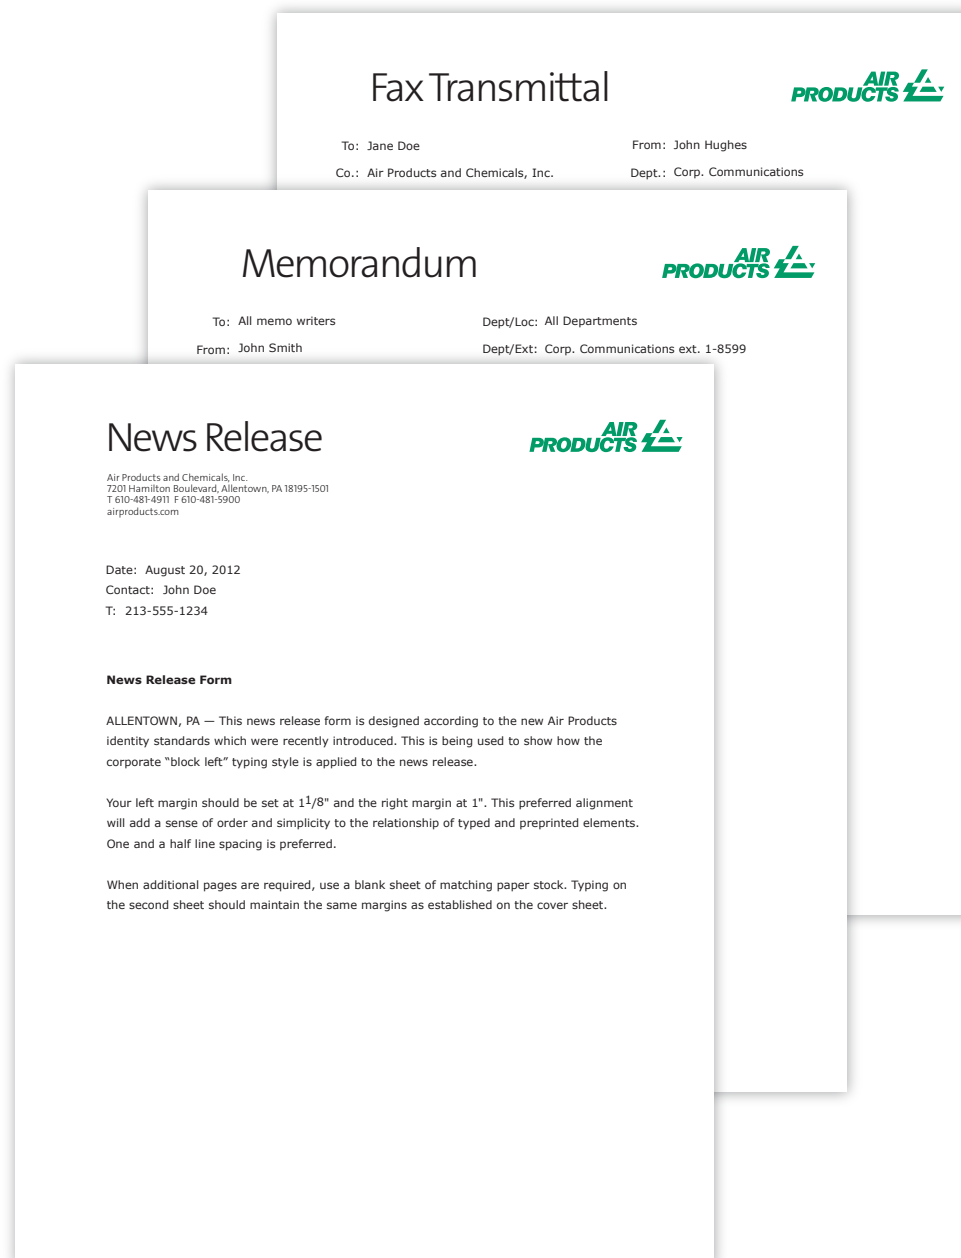 Fax Transmittal
AIR
PRODUCTS
To: Jane Doe
From: John Hughes
Co.: Air Products and Chemicals, Inc.
Dept.: Corp. Communications
Memorandum
AIR
PRODUCTS
To: All memo writers
Dept/Loc: All Departments
From: John Smith
Dept/Ext: Corp. Communications ext. 1-8599
News Release
AIR
PRODUCTS
Air Products and Chemicals, Inc.
7201 Hamilton Boulevard, Allentown, PA 18195-1501
T 610-481-4911 F 610-481-5900
airproducts.com
Date: August 20, 2012
Contact: John Doe
T: 213-555-1234
News Release Form
ALLENTOWN, PA — This news release form is designed according to the new Air Products
identity standards which were recently introduced. This is being used to show how the
corporate “block left” typing style is applied to the news release.
Your left margin should be set at 1 1/8" and the right margin at 1". This preferred alignment
will add a sense of order and simplicity to the relationship of typed and preprinted elements.
One and a half line spacing is preferred.
When additional pages are required, use a blank sheet of matching paper stock. Typing on
the second sheet should maintain the same margins as established on the cover sheet.